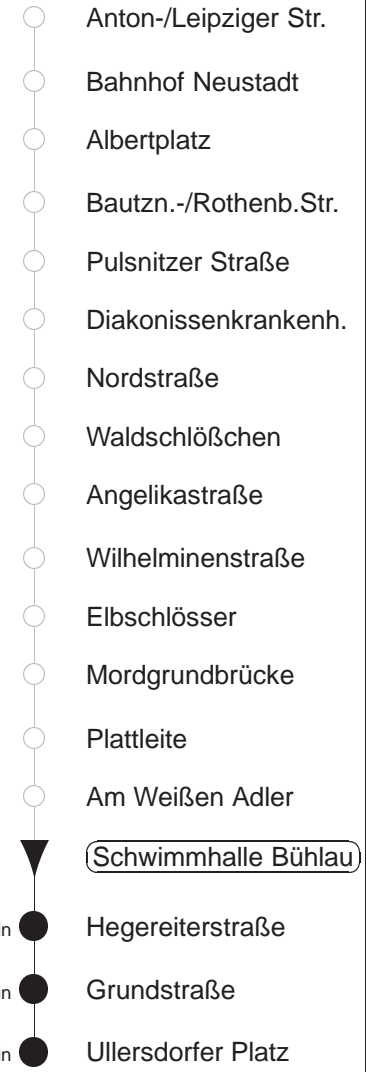 Anton-/Leipziger Str.
Bahnhof Neustadt
Albertplatz
Bautzn.-/Rothenb.Str.
Pulsnitzer Straße
Diakonissenkrankenh.
Nordstraße
Waldschlößchen
Angelikastraße
Wilhelminenstraße
Elbschlösser
Mordgrundbrücke
Plattleite
Am Weißen Adler
Schwimmhalle Bühlau
Hegereiterstraße
Grundstraße
Ullersdorfer Platz